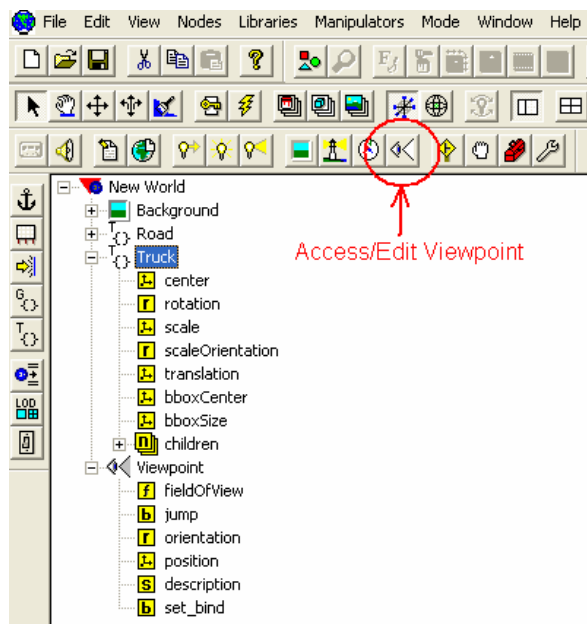 File Edit View Nodes Libraries Manipulators Mode Window Help
New World
Background
T Road
T Truck
Access/Edit Viewpoint
center
rotation
scale
scaleOrientation
translation
bboxCenter
bboxSize
children
Viewpoint
fieldOfView
jump
orientation
position
description
set_bind
G
T
LOD